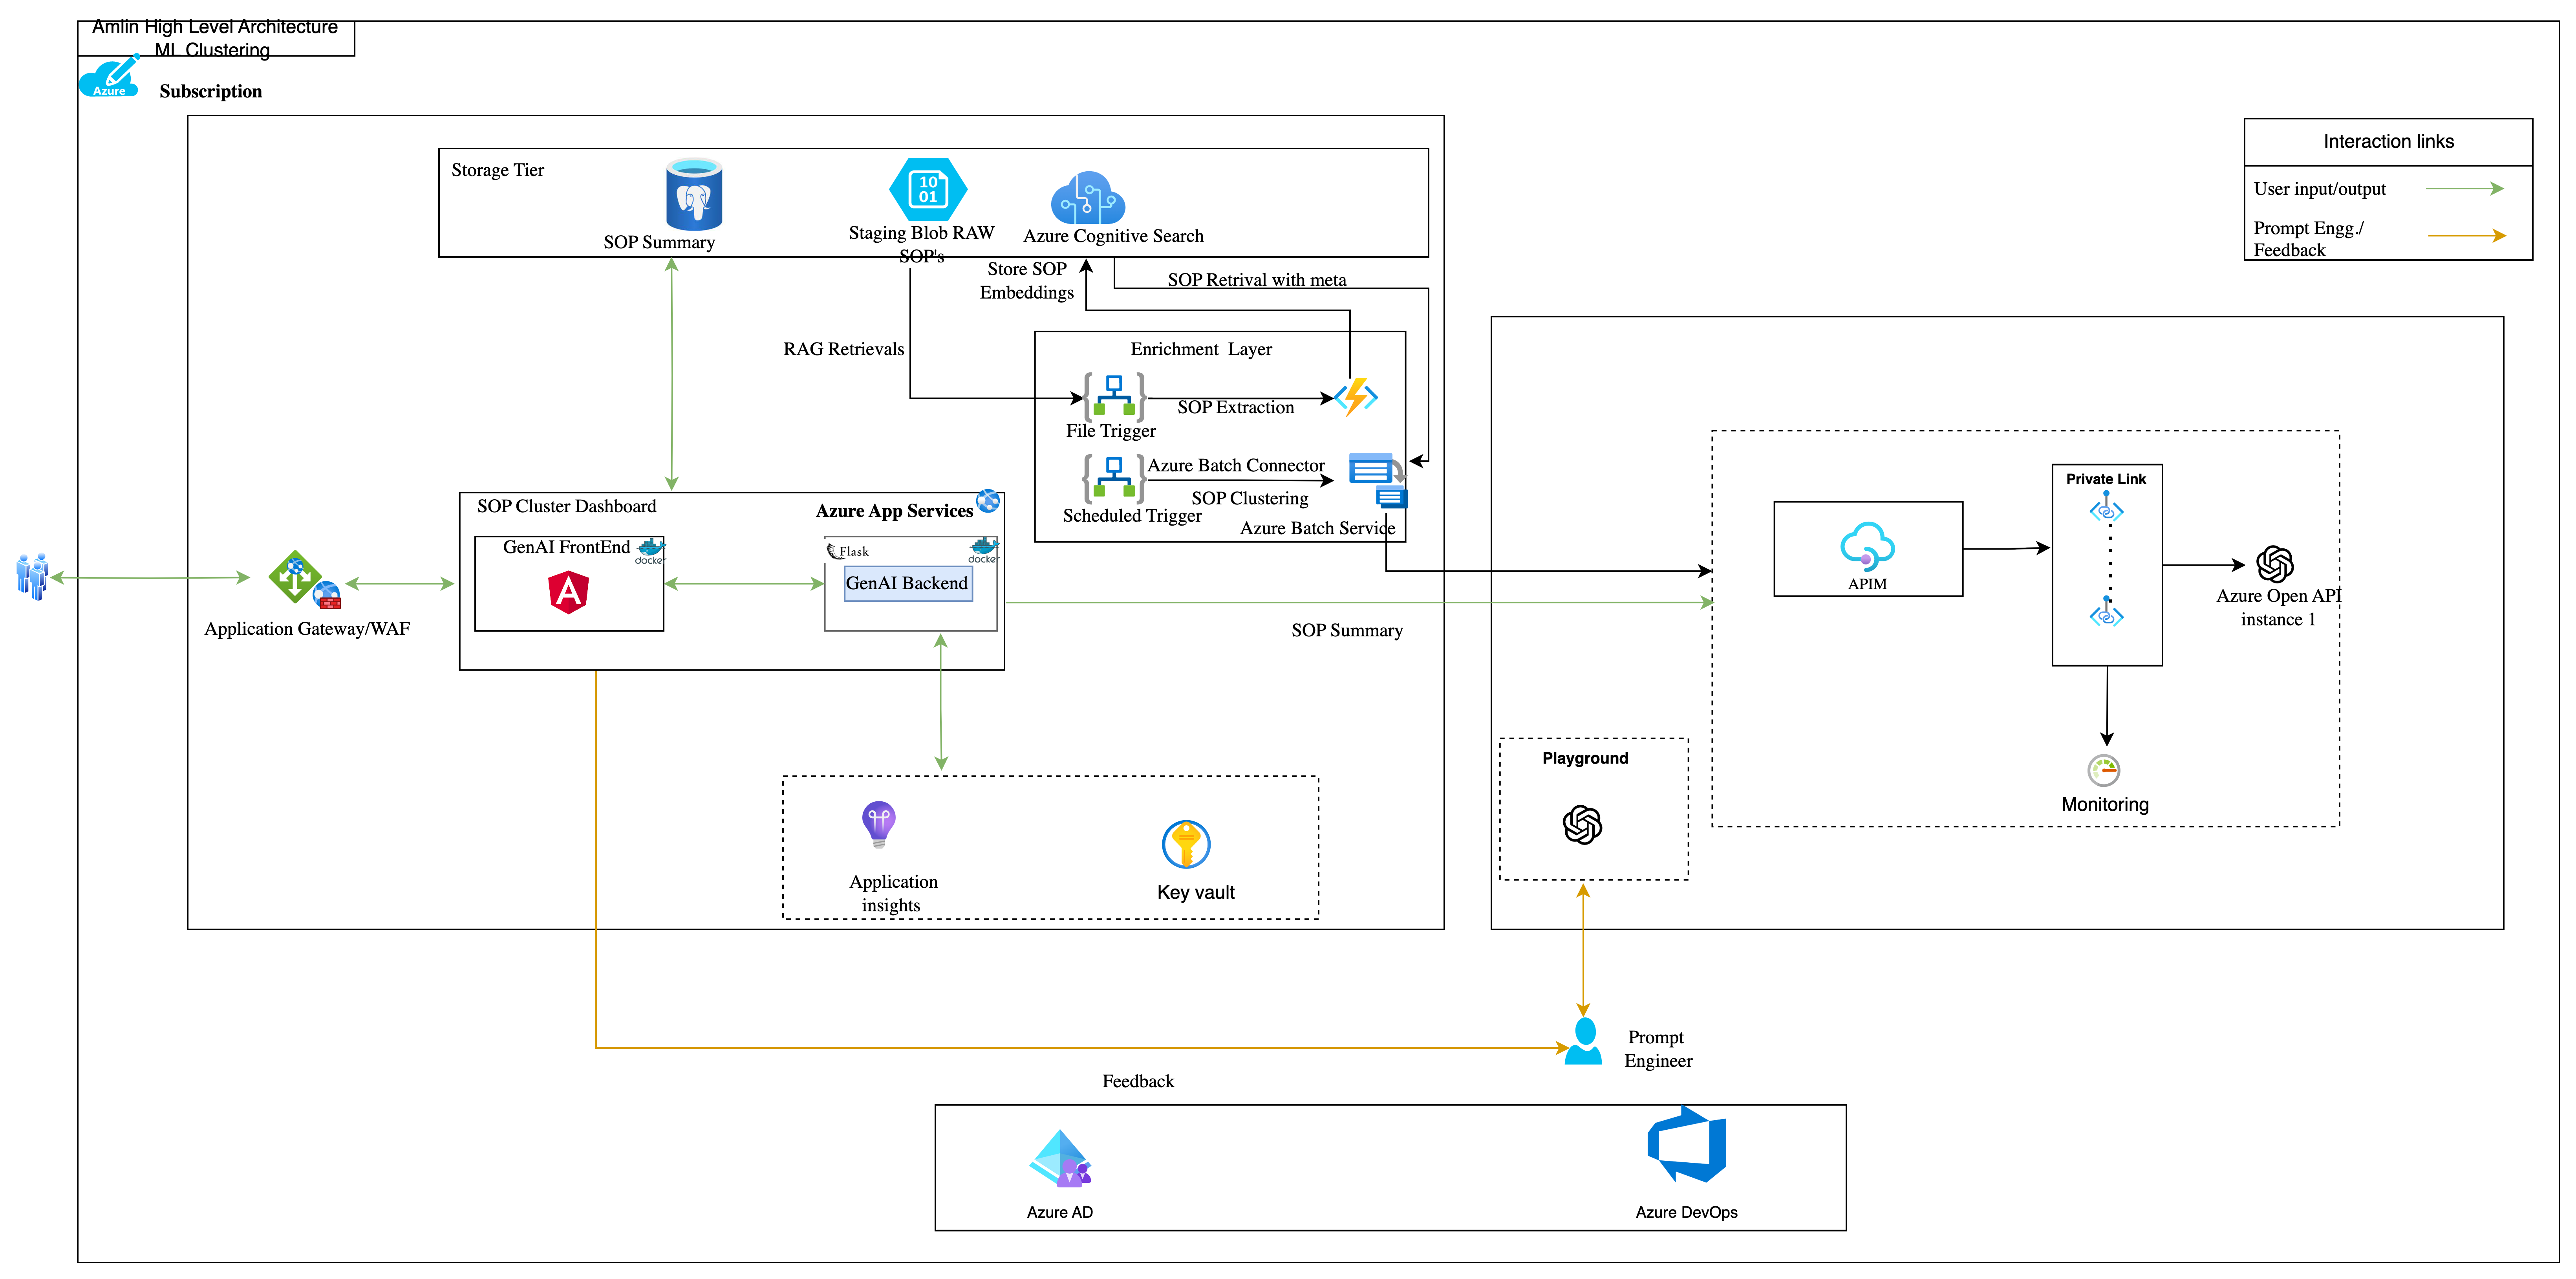 Amlin High Level Architecture
ML Clustering
Azure
Subscription
Interaction links
User input/output
Prompt Engg./
Feedback
Storage Tier
10
01
SOP Summary
Staging Blob RAW
SOP's
Azure Cognitive Search
Store SOP
Embeddings
SOP Retrival with meta
RAG Retrievals
Enrichment Layer
SOP Extraction
File Trigger
Azure Batch Connector
SOP Clustering
Scheduled Trigger
Azure Batch Service
SOP Cluster Dashboard
Azure App Services
GenAI FrontEnd
docker
Flask
docker
GenAI Backend
Application Gateway/WAF
SOP Summary
APIM
Private Link
Azure Open API
instance 1
Monitoring
Playground
Application
insights
Key vault
Prompt
Engineer
Feedback
Azure AD
Azure DevOps